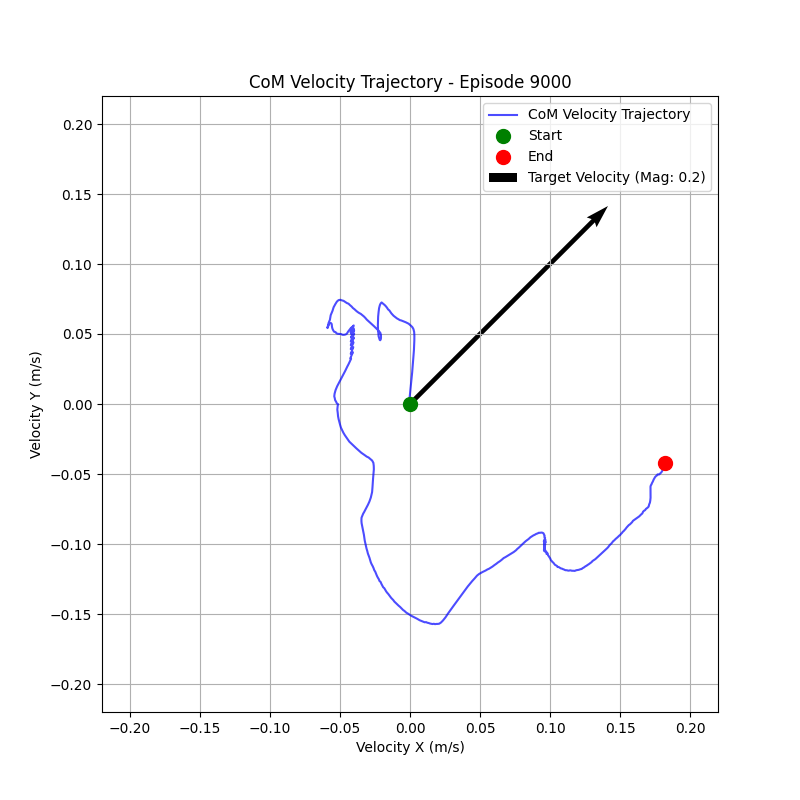 CoM Velocity Trajectory - Episode 9000
CoM Velocity Trajectory
Start
End
Target Velocity (Mag: 0.2)
0.20
0.15
0.10
0.05
0.00
−0.05
−0.10
−0.15
−0.20
Velocity Y (m/s)
−0.20 −0.15 −0.10 −0.05 0.00 0.05 0.10 0.15 0.20
Velocity X (m/s)